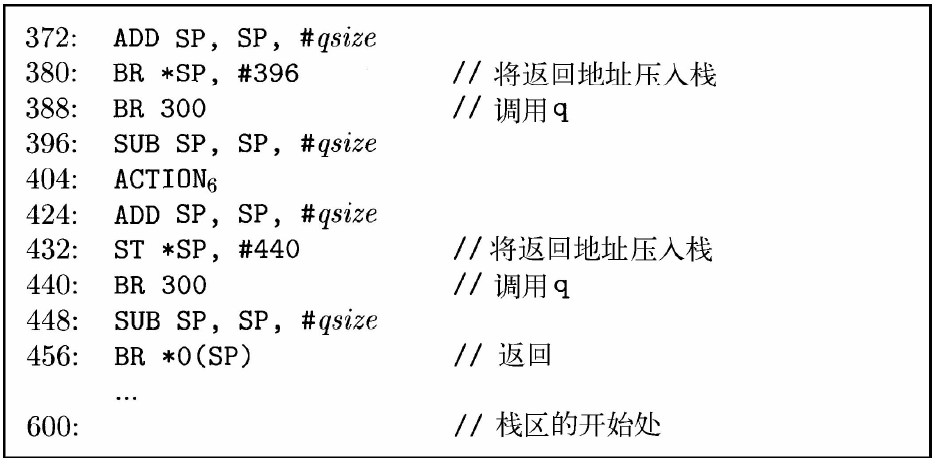 372: ADD SP, SP, #qsize
380: BR *SP, #396 // 将返回地址压入栈
388: BR 300 // 调用q
396: SUB SP, SP, #qsize
404: ACTION₆
424: ADD SP, SP, #qsize
432: ST *SP, #440 // 将返回地址压入栈
440: BR 300 // 调用q
448: SUB SP, SP, #qsize
456: BR *0(SP) // 返回
...
600: // 栈区的开始处